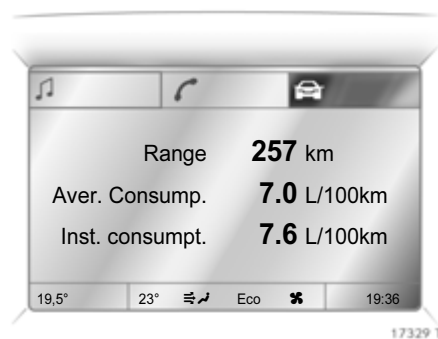 Range 257 km
Aver. Consump. 7.0 L/100km
Inst. consumpt. 7.6 L/100km
19,5° 23° Eco 19:36
17329 T